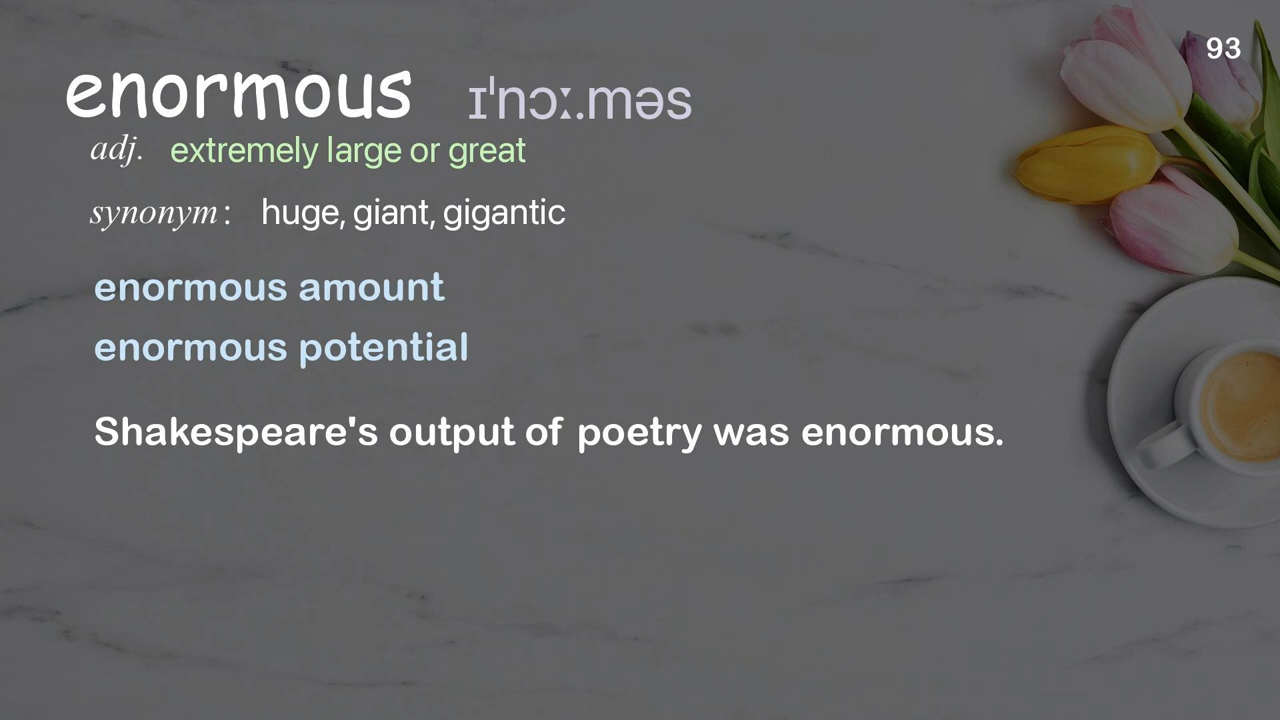 93
enormous ɪˈnɔː.məs
adj. extremely large or great
synonym: huge, giant, gigantic
enormous amount
enormous potential
Shakespeare's output of poetry was enormous.